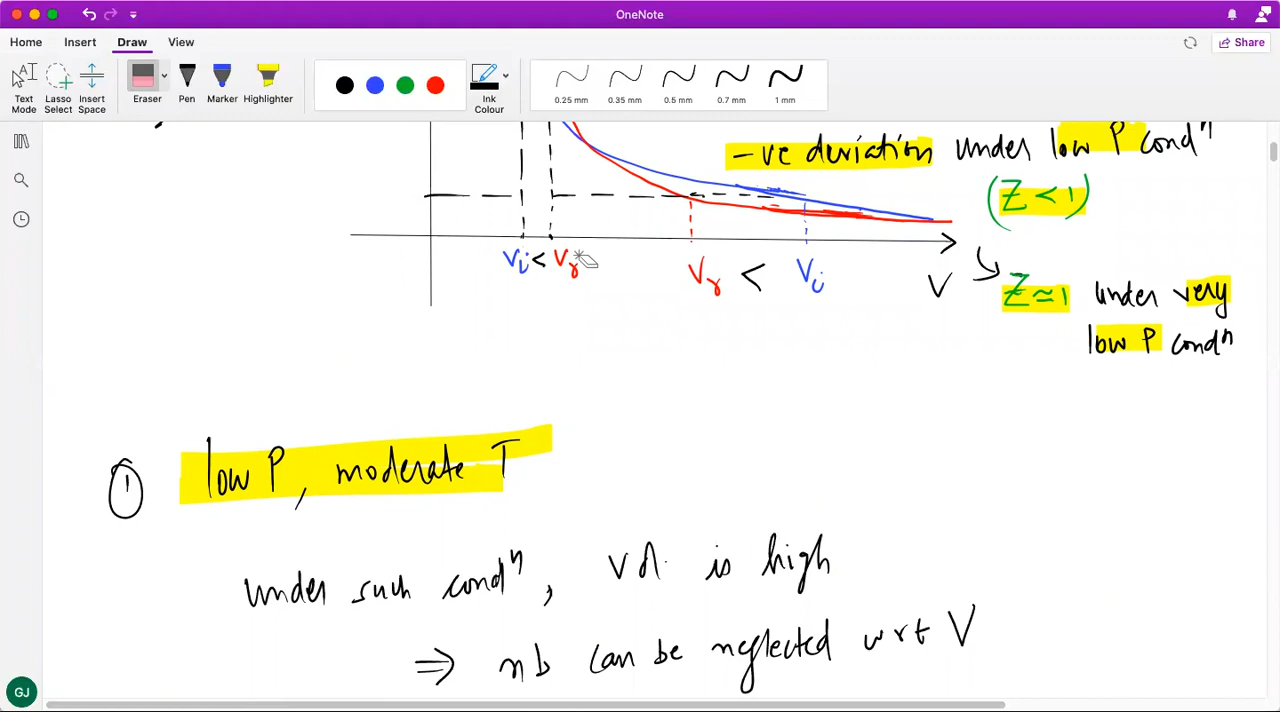 OneNote
Home Insert Draw View
Share
Text Mode
Lasso Select
Insert Space
Eraser
Pen
Marker
Highlighter
Ink Colour
0.25 mm 0.35 mm 0.5 mm 0.7 mm 1 mm
-ve deviation under low P condⁿ
(Z < 1)
Vi < Vr
Vr < Vi
V
Z ≃ 1 under very
low P condⁿ
① low P, moderate T
under such condⁿ, vol. is high
⇒ nb can be neglected wrt V
GJ